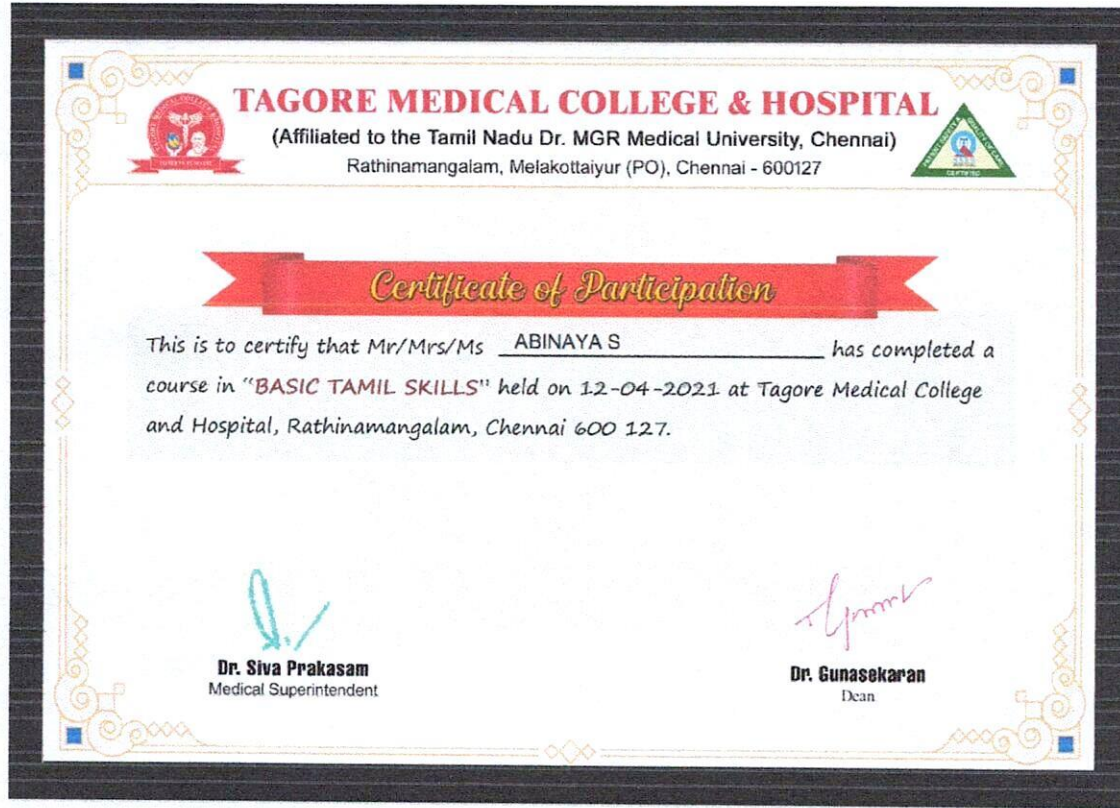 TAGORE MEDICAL COLLEGE & HOSPITAL
(Affiliated to the Tamil Nadu Dr. MGR Medical University, Chennai)
Rathinamangalam, Melakottaiyur (PO), Chennai - 600127
CERTIFIED
Certificate of Participation
This is to certify that Mr/Mrs/Ms ABINAYA S has completed a
course in "BASIC TAMIL SKILLS" held on 12-04-2021 at Tagore Medical College
and Hospital, Rathinamangalam, Chennai 600 127.
Dr. Siva Prakasam
Medical Superintendent
Dr. Gunasekaran
Dean